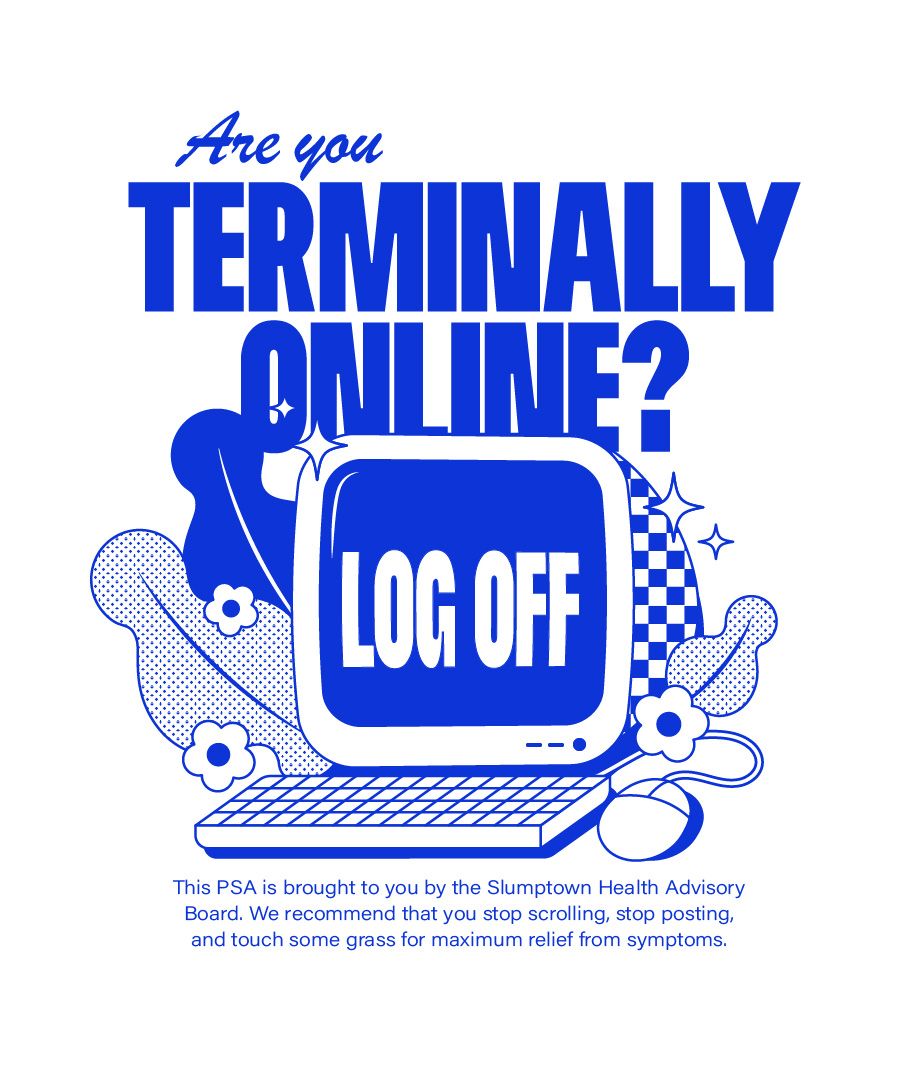 Are you
TERMINALLY
ONLINE?
LOG OFF
This PSA is brought to you by the Slumptown Health Advisory
Board. We recommend that you stop scrolling, stop posting,
and touch some grass for maximum relief from symptoms.